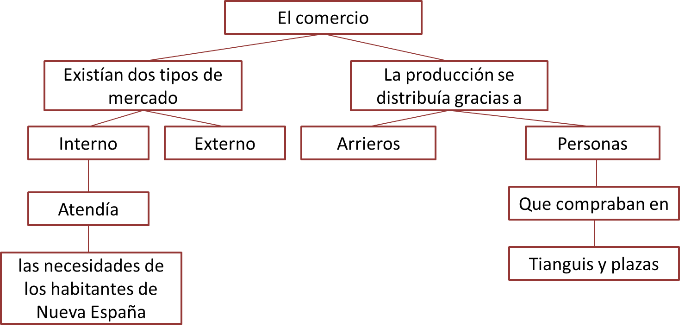 El comercio
Existían dos tipos de
mercado
La producción se
distribuía gracias a
Interno
Externo
Arrieros
Personas
Atendía
Que compraban en
las necesidades de
los habitantes de
Nueva España
Tianguis y plazas